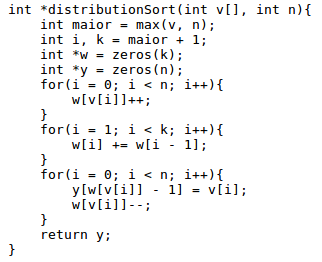 int *distributionSort(int v[], int n){
    int maior = max(v, n);
    int i, k = maior + 1;
    int *w = zeros(k);
    int *y = zeros(n);
    for(i = 0; i < n; i++){
        w[v[i]]++;
    }
    for(i = 1; i < k; i++){
        w[i] += w[i - 1];
    }
    for(i = 0; i < n; i++){
        y[w[v[i]] - 1] = v[i];
        w[v[i]]--;
    }
    return y;
}